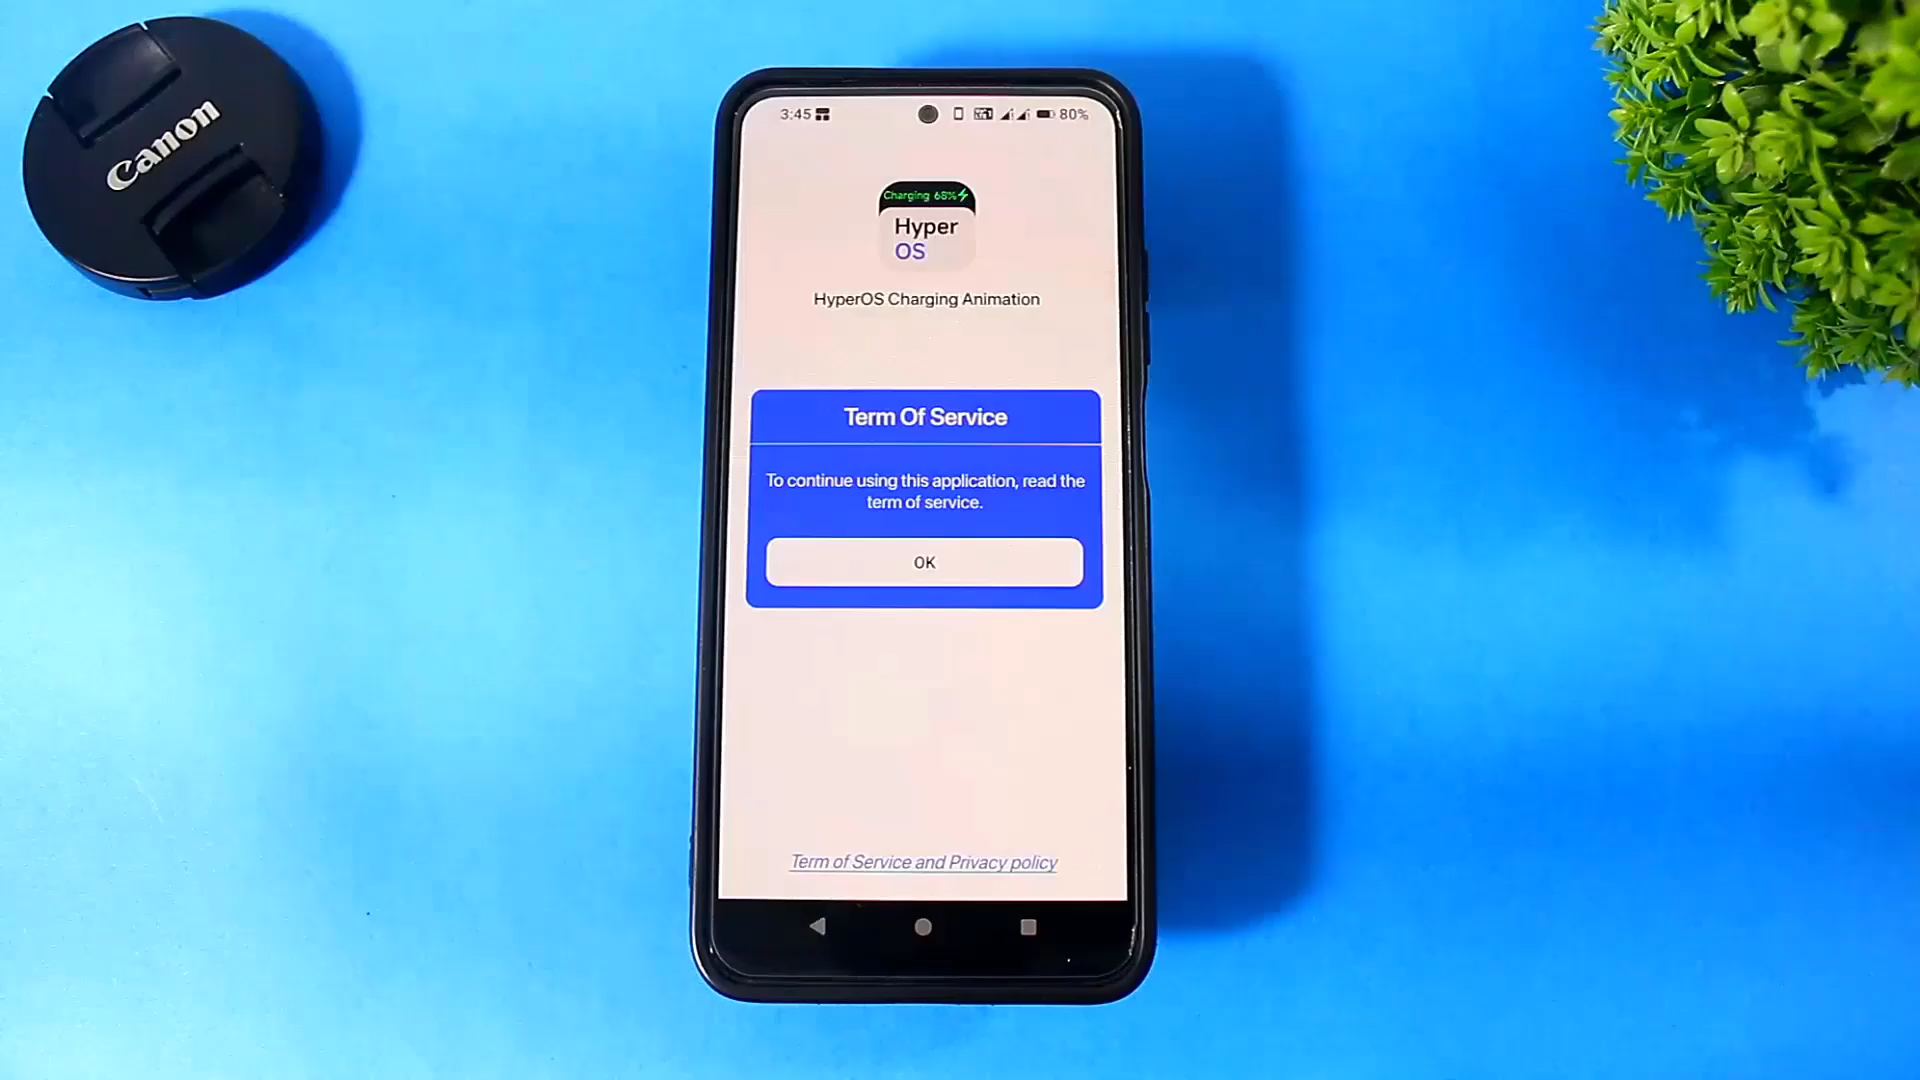 Canon
3:45
80%
Charging 68%
Hyper
OS
HyperOS Charging Animation
Term Of Service
To continue using this application, read the
term of service.
OK
Term of Service and Privacy policy